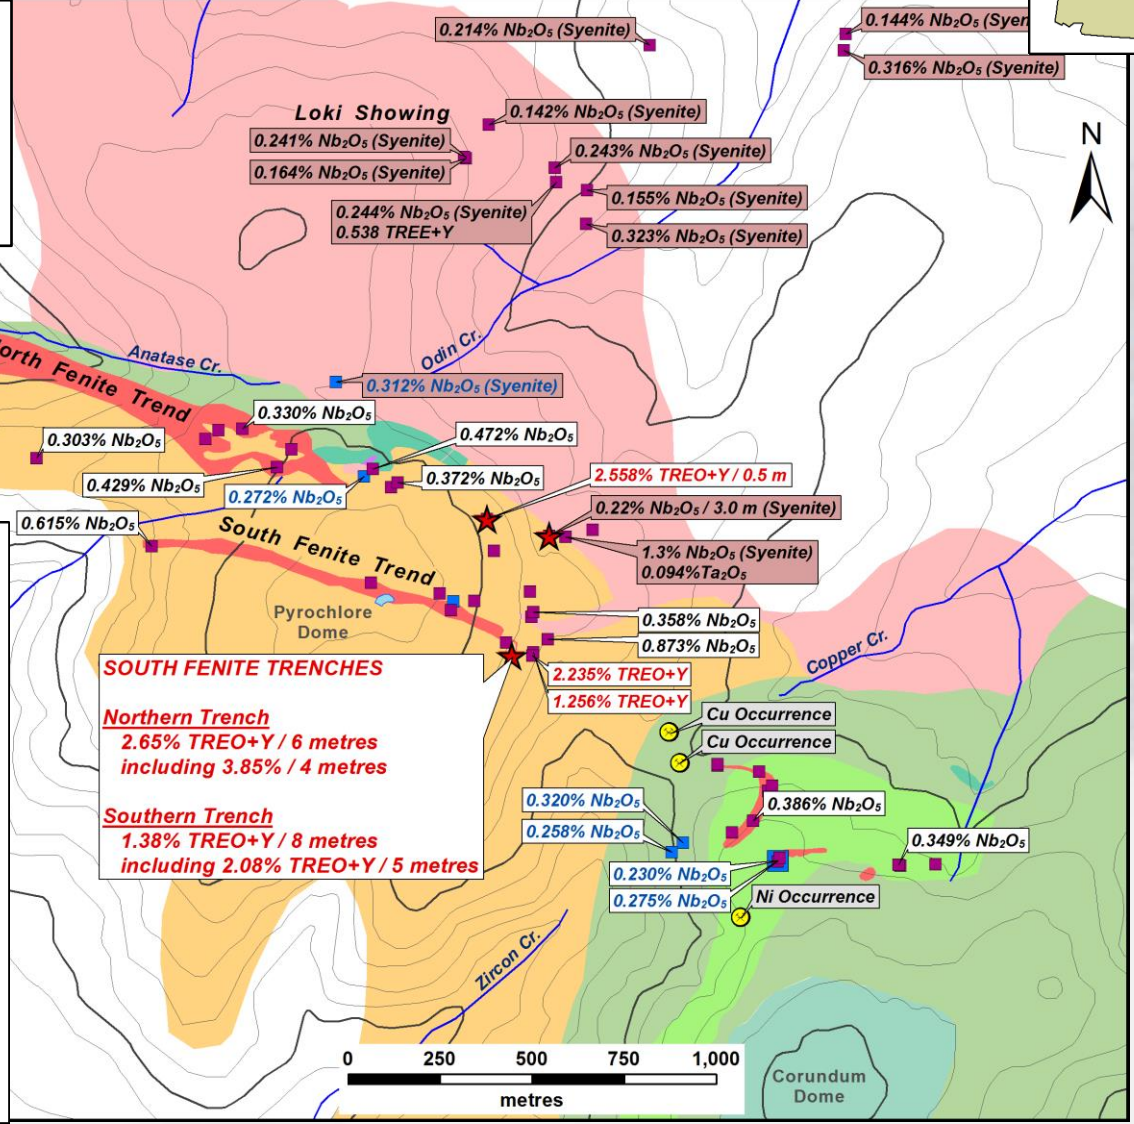 0.214% Nb₂O₅ (Syenite)
0.144% Nb₂O₅ (Syen
0.316% Nb₂O₅ (Syenite)
Loki Showing
0.142% Nb₂O₅ (Syenite)
0.241% Nb₂O₅ (Syenite)
0.164% Nb₂O₅ (Syenite)
0.243% Nb₂O₅ (Syenite)
0.155% Nb₂O₅ (Syenite)
0.244% Nb₂O₅ (Syenite)
0.538 TREE+Y
0.323% Nb₂O₅ (Syenite)
N
Anatase Cr.
Odin Cr.
orth Fenite Trend
0.312% Nb₂O₅ (Syenite)
0.330% Nb₂O₅
0.303% Nb₂O₅
0.472% Nb₂O₅
0.429% Nb₂O₅
0.272% Nb₂O₅
0.372% Nb₂O₅
2.558% TREO+Y / 0.5 m
0.22% Nb₂O₅ / 3.0 m (Syenite)
0.615% Nb₂O₅
South Fenite Trend
1.3% Nb₂O₅ (Syenite)
0.094%Ta₂O₅
Pyrochlore
Dome
0.358% Nb₂O₅
0.873% Nb₂O₅
2.235% TREO+Y
1.256% TREO+Y
Copper Cr.
SOUTH FENITE TRENCHES
Northern Trench
2.65% TREO+Y / 6 metres
including 3.85% / 4 metres
Southern Trench
1.38% TREO+Y / 8 metres
including 2.08% TREO+Y / 5 metres
Cu Occurrence
Cu Occurrence
0.320% Nb₂O₅
0.258% Nb₂O₅
0.386% Nb₂O₅
0.349% Nb₂O₅
0.230% Nb₂O₅
0.275% Nb₂O₅
Ni Occurrence
Zircon Cr.
0 250 500 750 1,000
metres
Corundum
Dome